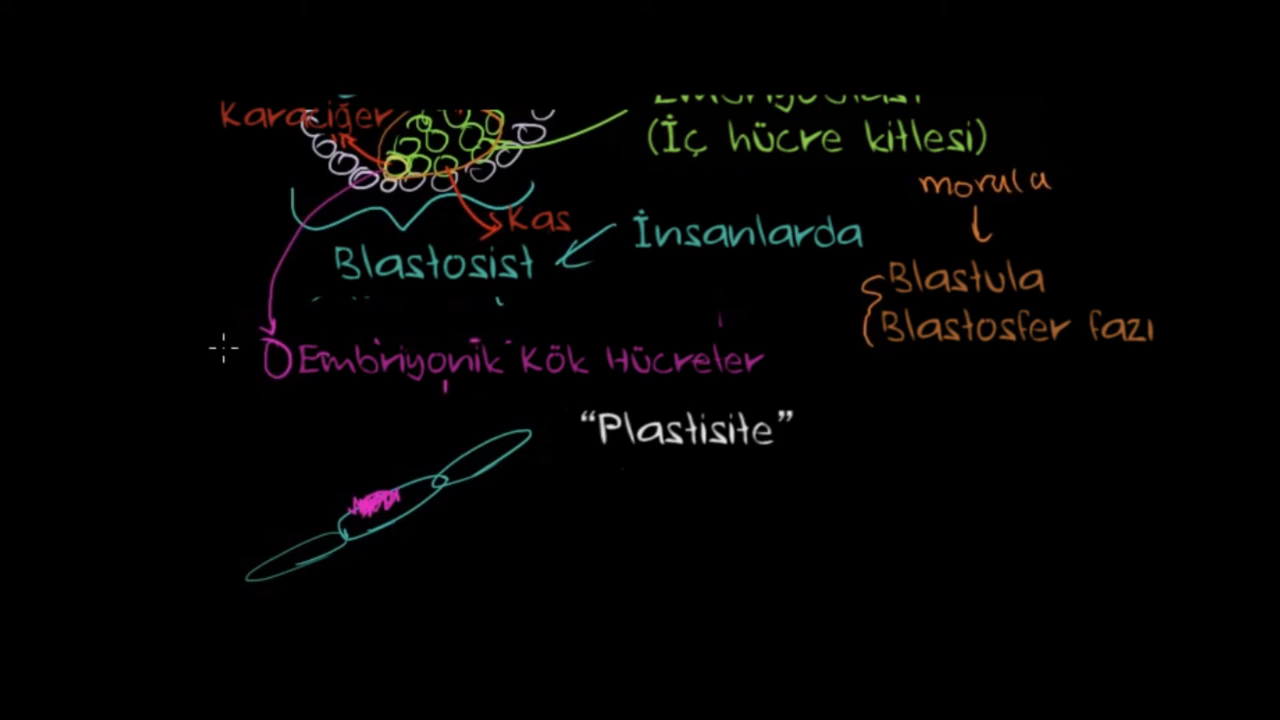 Karaciğer
(İç hücre kitlesi)
morula
Kas
İnsanlarda
Blastosist
Blastula
Blastosfer fazı
Embriyonik Kök Hücreler
“Plastisite”